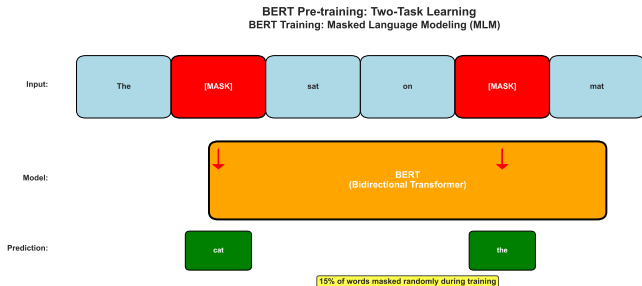 BERT Pre-training: Two-Task Learning
BERT Training: Masked Language Modeling (MLM)
Input: The [MASK] sat on [MASK] mat
Model: BERT
(Bidirectional Transformer)
Prediction: cat the
15% of words masked randomly during training